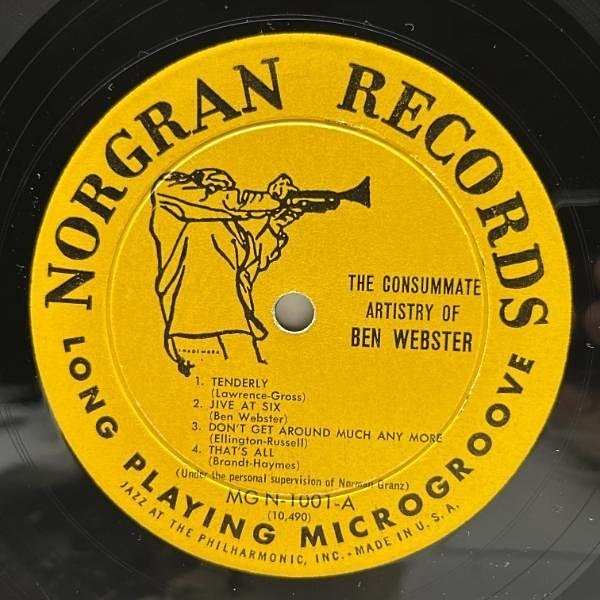 NORGRAN RECORDS
TRADEMARK
THE CONSUMMATE
ARTISTRY OF
BEN WEBSTER
1. TENDERLY
(Lawrence-Gross)
2. JIVE AT SIX
(Ben Webster)
3. DON'T GET AROUND MUCH ANY MORE
(Ellington-Russell)
4. THAT'S ALL
(Brandt-Haymes)
(Under the personal supervision of Norman Granz)
MG N-1001-A
(10,490)
LONG PLAYING MICROGROOVE
JAZZ AT THE PHILHARMONIC, INC. - MADE IN U.S.A.